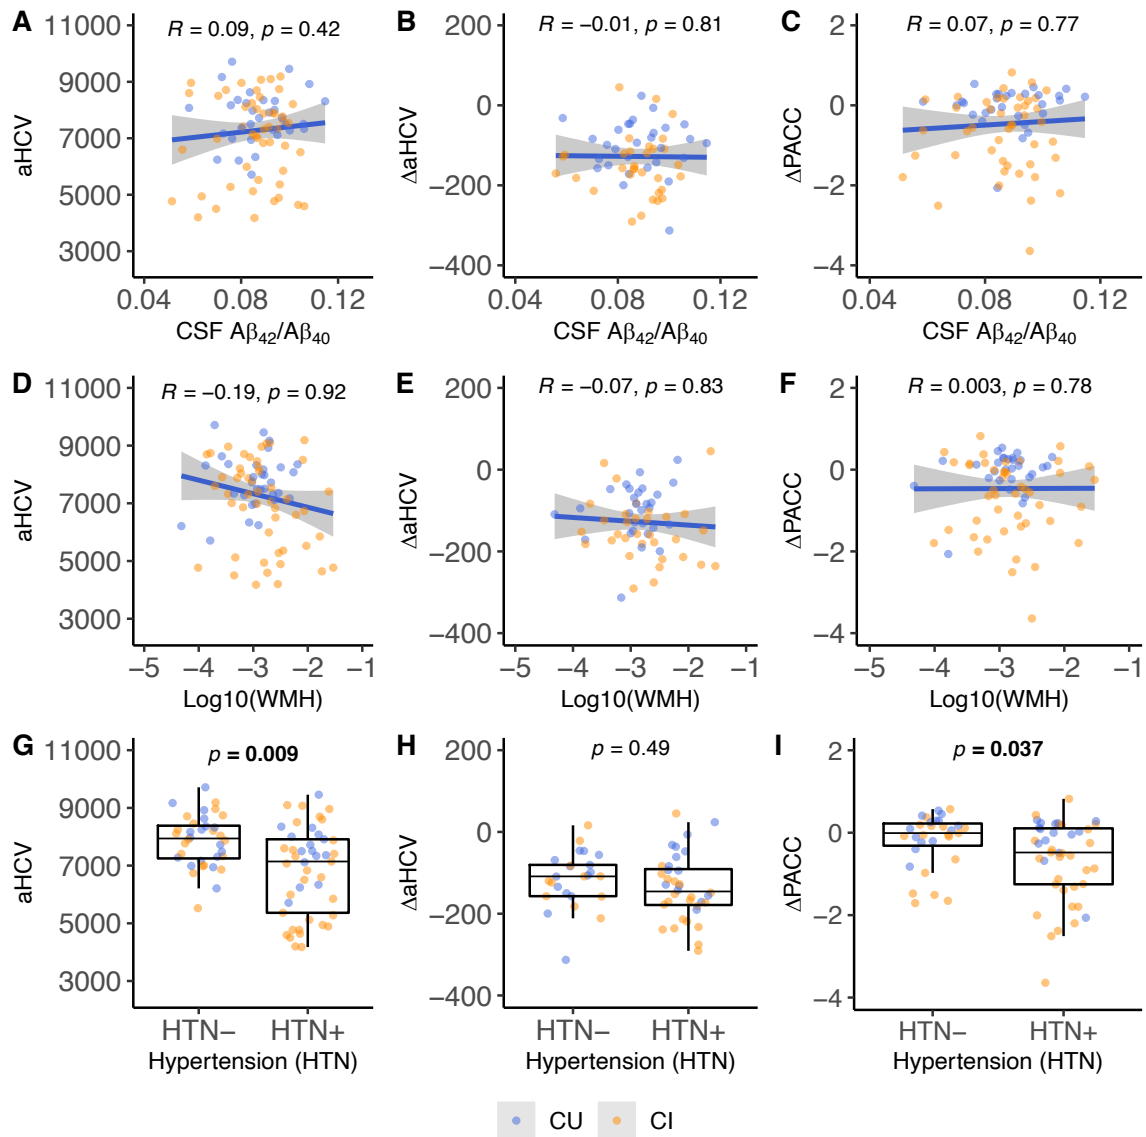 A
R = 0.09, p = 0.42
11000
9000
7000
5000
3000
aHCV
0.04 0.08 0.12
CSF Aβ₄₂/Aβ₄₀
B
R = −0.01, p = 0.81
200
0
−200
−400
ΔaHCV
0.04 0.08 0.12
CSF Aβ₄₂/Aβ₄₀
C
R = 0.07, p = 0.77
2
0
−2
−4
ΔPACC
0.04 0.08 0.12
CSF Aβ₄₂/Aβ₄₀
D
R = −0.19, p = 0.92
11000
9000
7000
5000
3000
aHCV
−5 −4 −3 −2 −1
Log10(WMH)
E
R = −0.07, p = 0.83
200
0
−200
−400
ΔaHCV
−5 −4 −3 −2 −1
Log10(WMH)
F
R = 0.003, p = 0.78
2
0
−2
−4
ΔPACC
−5 −4 −3 −2 −1
Log10(WMH)
G
p = 0.009
11000
9000
7000
5000
3000
aHCV
HTN− HTN+
Hypertension (HTN)
H
p = 0.49
200
0
−200
−400
ΔaHCV
HTN− HTN+
Hypertension (HTN)
I
p = 0.037
2
0
−2
−4
ΔPACC
HTN− HTN+
Hypertension (HTN)
CU CI